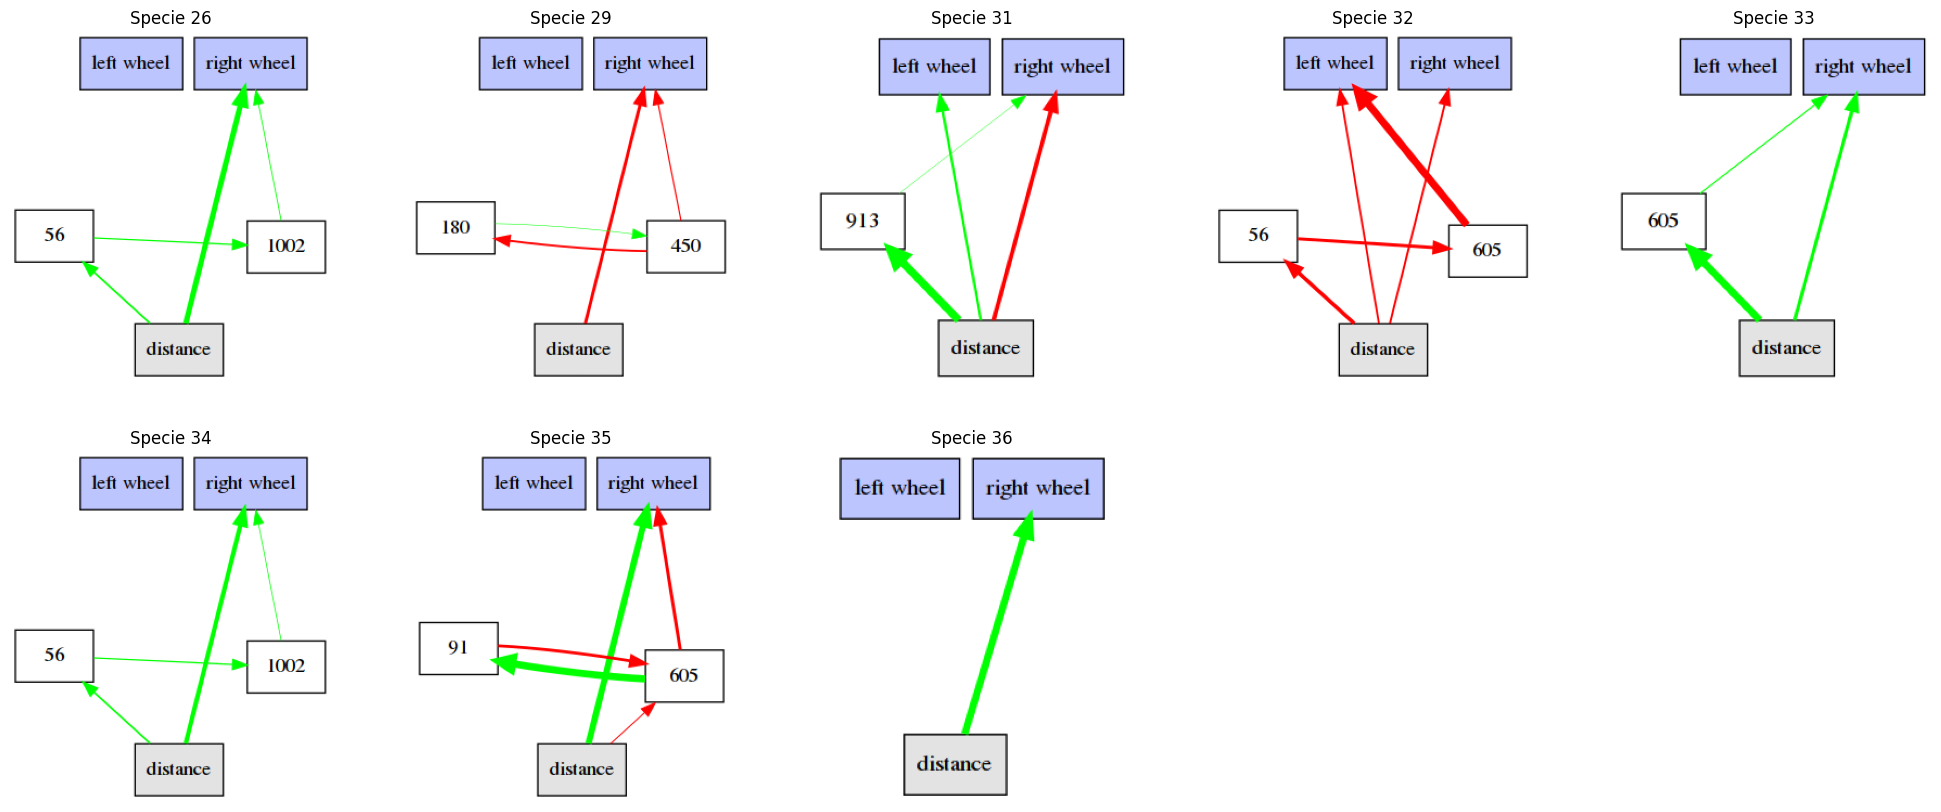 Specie 26
left wheel
right wheel
56
1002
distance
Specie 29
left wheel
right wheel
180
450
distance
Specie 31
left wheel
right wheel
913
distance
Specie 32
left wheel
right wheel
56
605
distance
Specie 33
left wheel
right wheel
605
distance
Specie 34
left wheel
right wheel
56
1002
distance
Specie 35
left wheel
right wheel
91
605
distance
Specie 36
left wheel
right wheel
distance